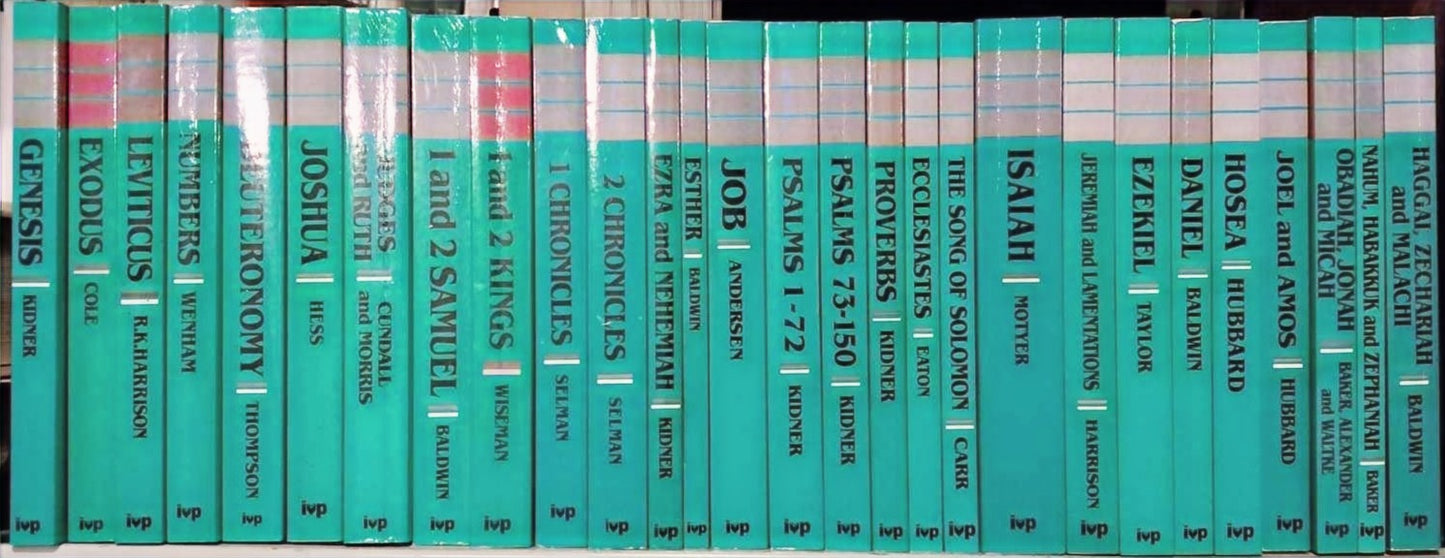 GENESIS
KIDNER
ivp
EXODUS
COLE
ivp
LEVITICUS
R.K.HARRISON
ivp
NUMBERS
WENHAM
ivp
DEUTERONOMY
THOMPSON
ivp
JOSHUA
HESS
ivp
JUDGES
and RUTH
CUNDALL
and MORRIS
ivp
1 and 2 SAMUEL
BALDWIN
ivp
1 and 2 KINGS
WISEMAN
ivp
1 CHRONICLES
SELMAN
ivp
2 CHRONICLES
SELMAN
ivp
EZRA and NEHEMIAH
KIDNER
ivp
ESTHER
BALDWIN
ivp
JOB
ANDERSEN
ivp
PSALMS 1-72
KIDNER
ivp
PSALMS 73-150
KIDNER
ivp
PROVERBS
KIDNER
ivp
ECCLESIASTES
EATON
ivp
THE SONG OF SOLOMON
CARR
ivp
ISAIAH
MOTYER
ivp
JEREMIAH and LAMENTATIONS
HARRISON
ivp
EZEKIEL
TAYLOR
ivp
DANIEL
BALDWIN
ivp
HOSEA
HUBBARD
ivp
JOEL and AMOS
HUBBARD
ivp
OBADIAH, JONAH
and MICAH
BAKER, ALEXANDER
and WALTKE
ivp
NAHUM, HABAKKUK and ZEPHANIAH
BAKER
ivp
HAGGAI, ZECHARIAH
and MALACHI
BALDWIN
ivp